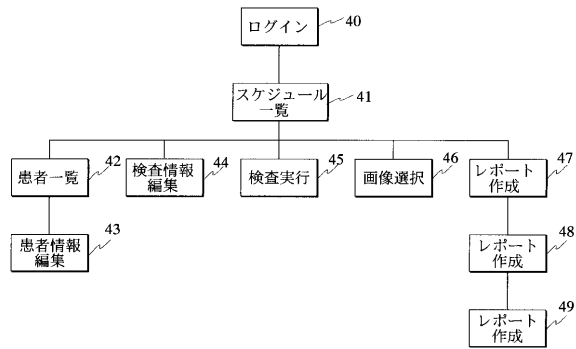 ログイン
40
スケジュール
一覧
41
患者一覧
42
検査情報
編集
44
検査実行
45
画像選択
46
レポート
作成
47
患者情報
編集
43
レポート
作成
48
レポート
作成
49